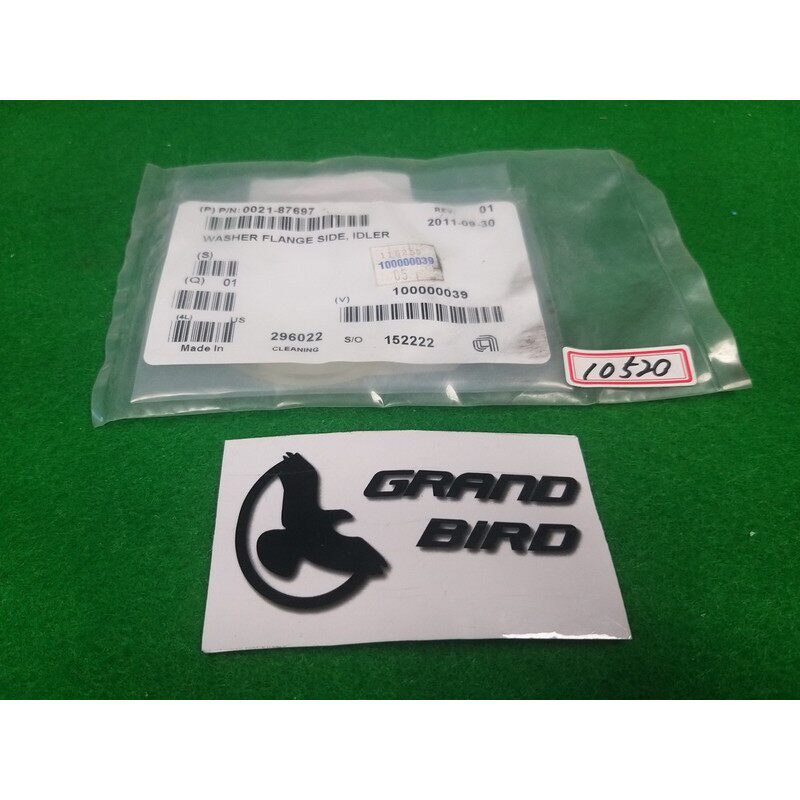 (P) P/N: 0021-87697
REV: 01
2011-09-30
WASHER FLANGE SIDE, IDLER
(S)
100000039
(Q) 01
(V) 100000039
(4L) US
Made In
296022
CLEANING
S/O 152222
10520
GRAND
BIRD